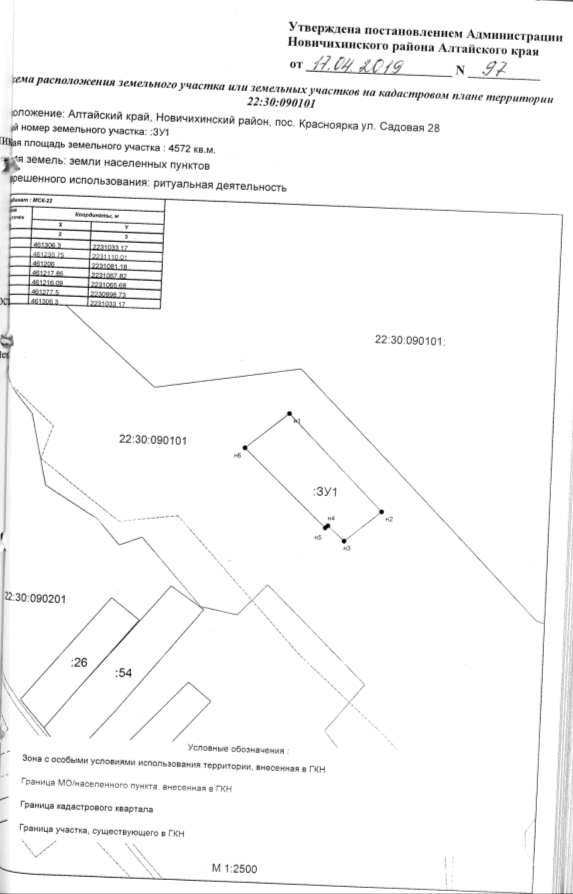 Утверждена постановлением Администрации
Новичихинского района Алтайского края
от 17.04.2019 N 97
ема расположения земельного участка или земельных участков на кадастровом плане территории
22:30:090101
оложение: Алтайский край, Новичихинский район, пос. Красноярка ул. Садовая 28
й номер земельного участка: :ЗУ1
ая площадь земельного участка : 4572 кв.м.
ия земель: земли населенных пунктов
решенного использования: ритуальная деятельность
динат : МСК-22
Координаты, м
X Y
2 3
461306.3 2231033.17
461230.75 2231110.01
461206 2231081.18
461217.85 2231067.82
461216.09 2231065.68
461277.5 2230998.73
461306.3 2231033.17
22:30:090101:
н1
22:30:090101
н6
:ЗУ1
н2
н4
н5
н3
22:30:090201
:26
:54
Условные обозначения :
Зона с особыми условиями использования территории, внесенная в ГКН
Граница МО/населенного пункта, внесенная в ГКН
Граница кадастрового квартала
Граница участка, существующего в ГКН
М 1:2500